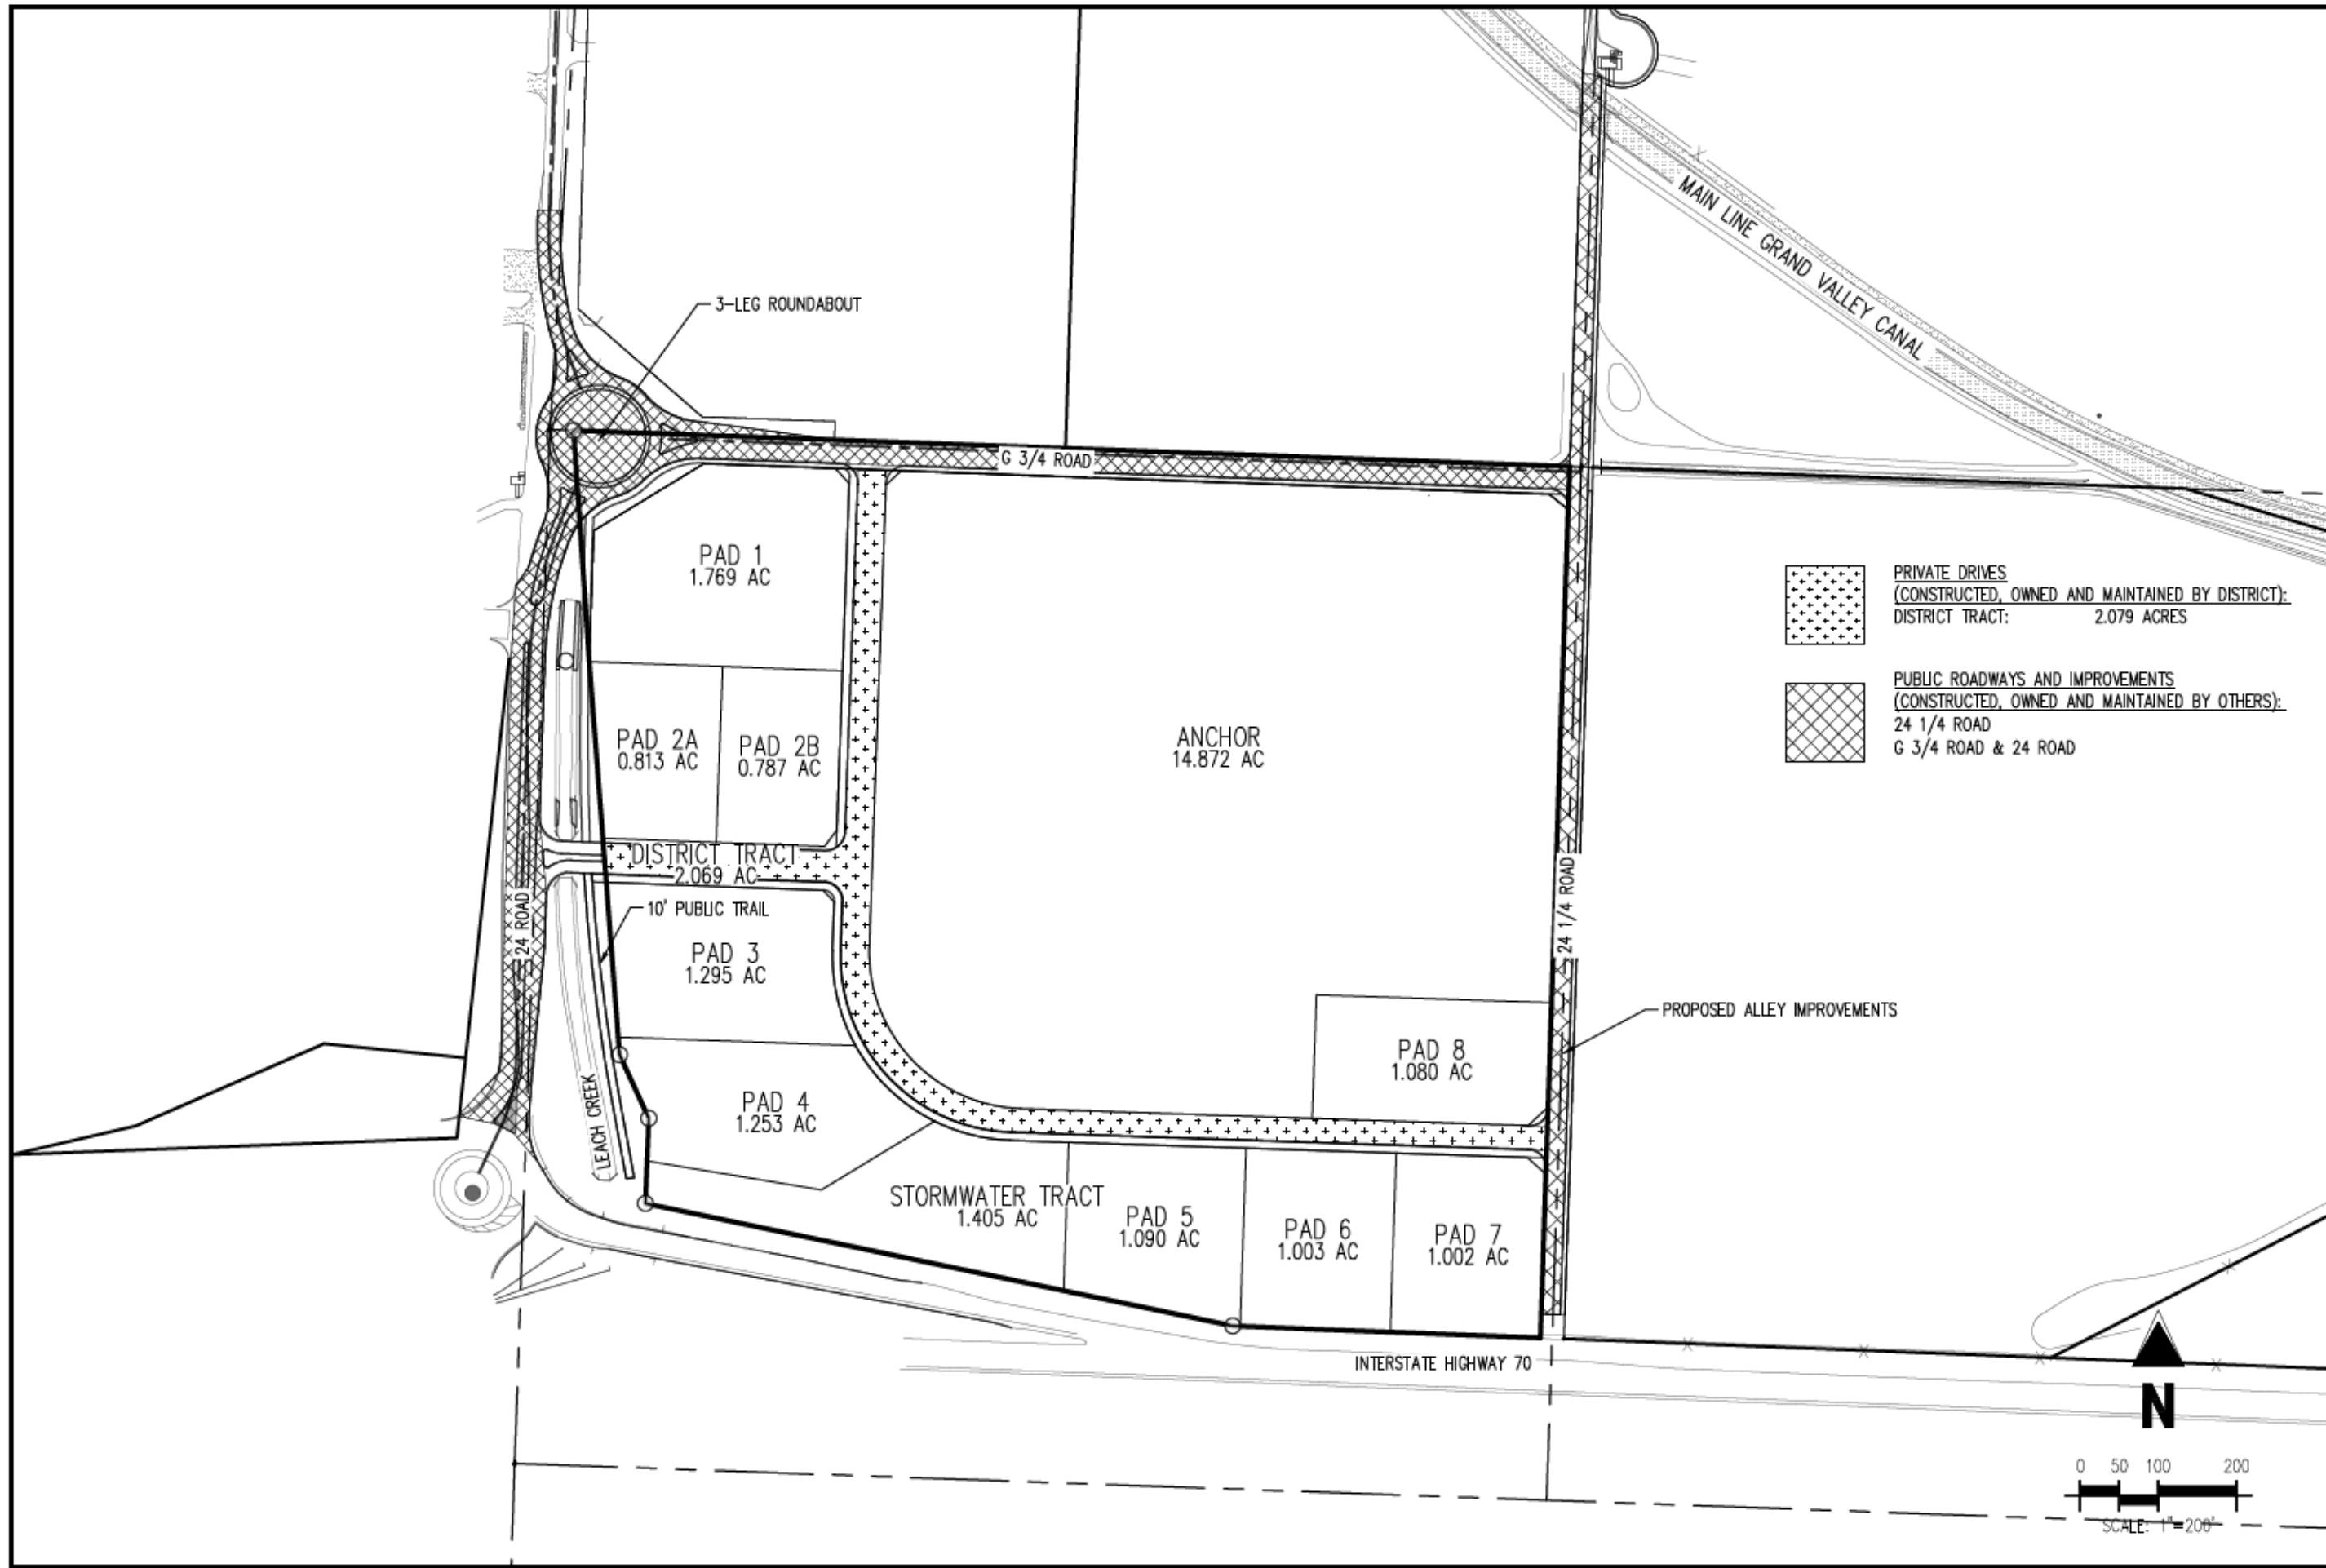 3-LEG ROUNDABOUT
MAIN LINE GRAND VALLEY CANAL
G 3/4 ROAD
PAD 1
1.769 AC
PRIVATE DRIVES
(CONSTRUCTED, OWNED AND MAINTAINED BY DISTRICT):
DISTRICT TRACT: 2.079 ACRES
PUBLIC ROADWAYS AND IMPROVEMENTS
(CONSTRUCTED, OWNED AND MAINTAINED BY OTHERS):
24 1/4 ROAD
G 3/4 ROAD & 24 ROAD
PAD 2A
0.813 AC
PAD 2B
0.787 AC
ANCHOR
14.872 AC
DISTRICT TRACT
2.069 AC
24 ROAD
10' PUBLIC TRAIL
24 1/4 ROAD
PAD 3
1.295 AC
PROPOSED ALLEY IMPROVEMENTS
PAD 8
1.080 AC
LEACH CREEK
PAD 4
1.253 AC
STORMWATER TRACT
1.405 AC
PAD 5
1.090 AC
PAD 6
1.003 AC
PAD 7
1.002 AC
INTERSTATE HIGHWAY 70
N
0 50 100 200
SCALE: 1"=200'